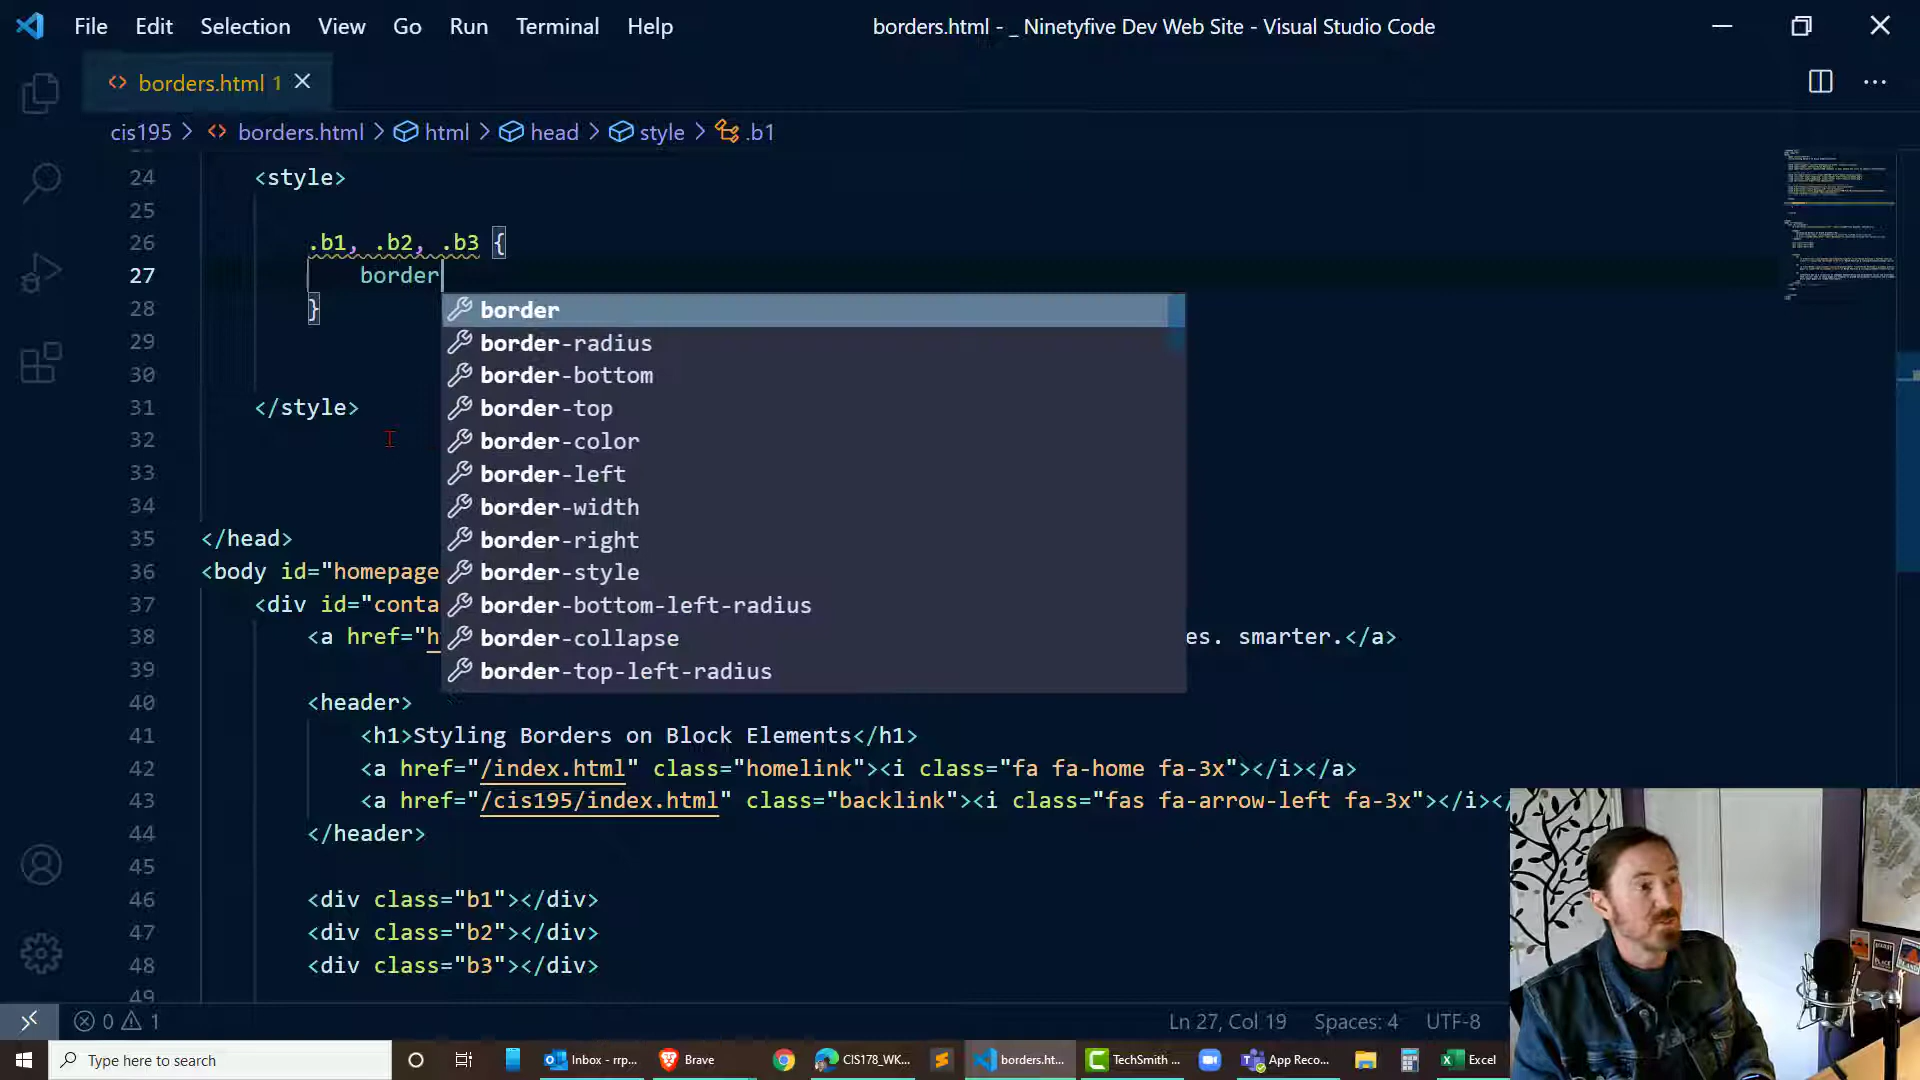 File Edit Selection View Go Run Terminal Help
borders.html - _ Ninetyfive Dev Web Site - Visual Studio Code
borders.html 1
cis195 > borders.html > html > head > style > .b1
24 <style>
25
26 .b1, .b2, .b3 {
27 border
28 }
29
30
31 </style>
32
33
34
35 </head>
36 <body id="homepage
37 <div id="conta
38 <a href="h es. smarter.</a>
39
40 <header>
41 <h1>Styling Borders on Block Elements</h1>
42 <a href="/index.html" class="homelink"><i class="fa fa-home fa-3x"></i></a>
43 <a href="/cis195/index.html" class="backlink"><i class="fas fa-arrow-left fa-3x"></i></
44 </header>
45
46 <div class="b1"></div>
47 <div class="b2"></div>
48 <div class="b3"></div>
49
border
border-radius
border-bottom
border-top
border-color
border-left
border-width
border-right
border-style
border-bottom-left-radius
border-collapse
border-top-left-radius
0 1
Ln 27, Col 19 Spaces: 4 UTF-8
Type here to search
Inbox - rrp...
Brave
CIS178_WK...
borders.ht...
TechSmith ...
App Reco...
Excel